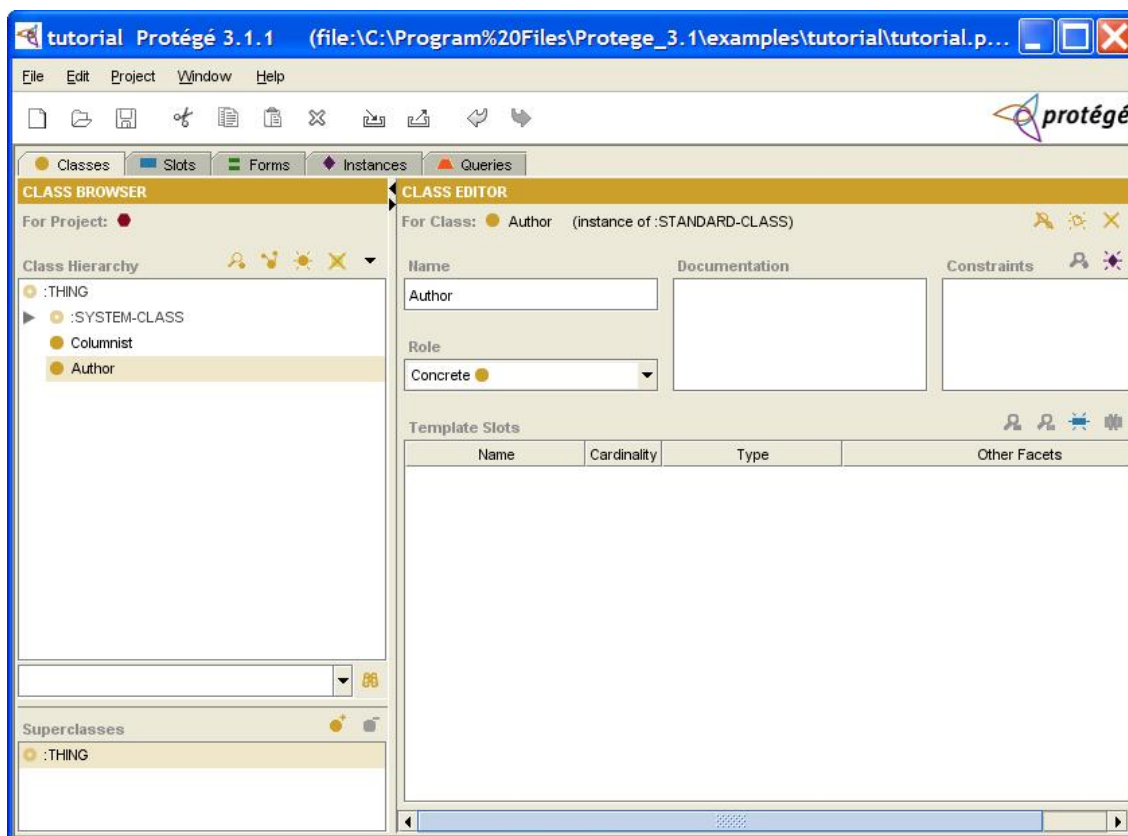 tutorial Protégé 3.1.1 (file:\C:\Program%20Files\Protege_3.1\examples\tutorial\tutorial.p...
File Edit Project Window Help
protégé
Classes Slots Forms Instances Queries
CLASS BROWSER
For Project:
Class Hierarchy
:THING
:SYSTEM-CLASS
Columnist
Author
Superclasses
:THING
CLASS EDITOR
For Class: Author (instance of :STANDARD-CLASS)
Name
Author
Role
Concrete
Documentation
Constraints
Template Slots
Name Cardinality Type Other Facets